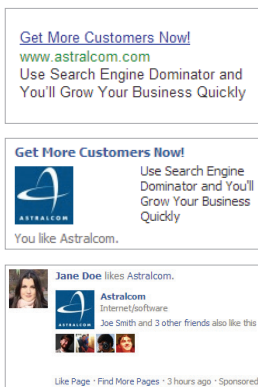 Get More Customers Now!
www.astralcom.com
Use Search Engine Dominator and
You'll Grow Your Business Quickly
Get More Customers Now!
Use Search Engine
Dominator and You'll
Grow Your Business
Quickly
ASTRALCOM
You like Astralcom.
Jane Doe likes Astralcom.
Astralcom
Internet/software
Joe Smith and 3 other friends also like this
ASTRALCOM
Like Page · Find More Pages · 3 hours ago · Sponsored